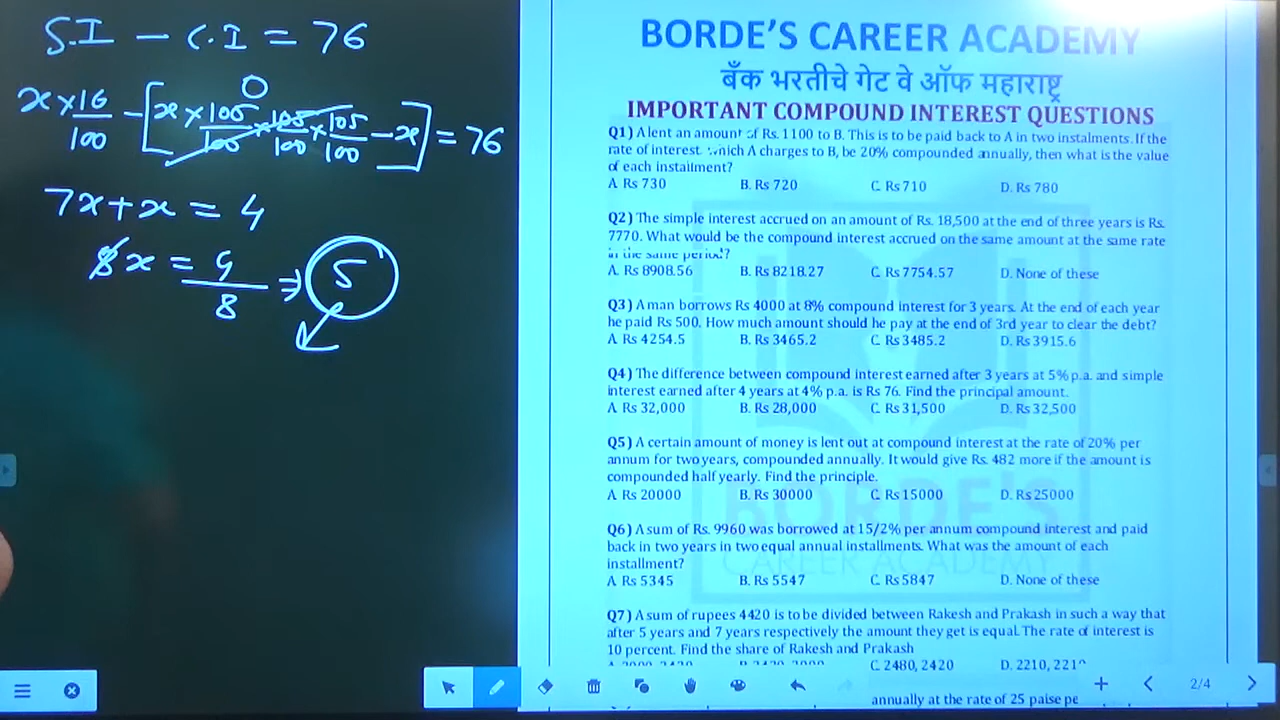 S.I — C.I = 76
0
x × 16/100 - [x × 105/100 × 105/100 × 105/100 - x] = 76
7x + x = 4
8x = 9/8 ⇒ 5
BORDE'S CAREER ACADEMY
बँक भरतीचे गेट वे ऑफ महाराष्ट्र
IMPORTANT COMPOUND INTEREST QUESTIONS
Q1) A lent an amount of Rs. 1100 to B. This is to be paid back to A in two instalments. If the
rate of interest which A charges to B, be 20% compounded annually, then what is the value
of each installment?
A Rs 730 B. Rs 720 C. Rs 710 D. Rs 780
Q2) The simple interest accrued on an amount of Rs. 18,500 at the end of three years is Rs.
7770. What would be the compound interest accrued on the same amount at the same rate
in the same period?
A. Rs 8908.56 B. Rs 8218.27 C. Rs 7754.57 D. None of these
Q3) A man borrows Rs 4000 at 8% compound interest for 3 years. At the end of each year
he paid Rs 500. How much amount should he pay at the end of 3rd year to clear the debt?
A Rs 4254.5 B. Rs 3465.2 C. Rs 3485.2 D. Rs 3915.6
Q4) The difference between compound interest earned after 3 years at 5% p.a. and simple
interest earned after 4 years at 4% p.a. is Rs 76. Find the principal amount.
A Rs 32,000 B. Rs 28,000 C. Rs 31,500 D. Rs 32,500
Q5) A certain amount of money is lent out at compound interest at the rate of 20% per
annum for two years, compounded annually. It would give Rs. 482 more if the amount is
compounded half yearly. Find the principle.
A Rs 20000 B. Rs 30000 C. Rs 15000 D. Rs 25000
Q6) A sum of Rs. 9960 was borrowed at 15/2% per annum compound interest and paid
back in two years in two equal annual installments. What was the amount of each
installment?
A Rs 5345 B. Rs 5547 C. Rs 5847 D. None of these
Q7) A sum of rupees 4420 is to be divided between Rakesh and Prakash in such a way that
after 5 years and 7 years respectively the amount they get is equal. The rate of interest is
10 percent. Find the share of Rakesh and Prakash
C. 2480, 2420 D. 2210, 2210
annually at the rate of 25 paise pe
BORDE'S
CAREER ACADEMY
2/4